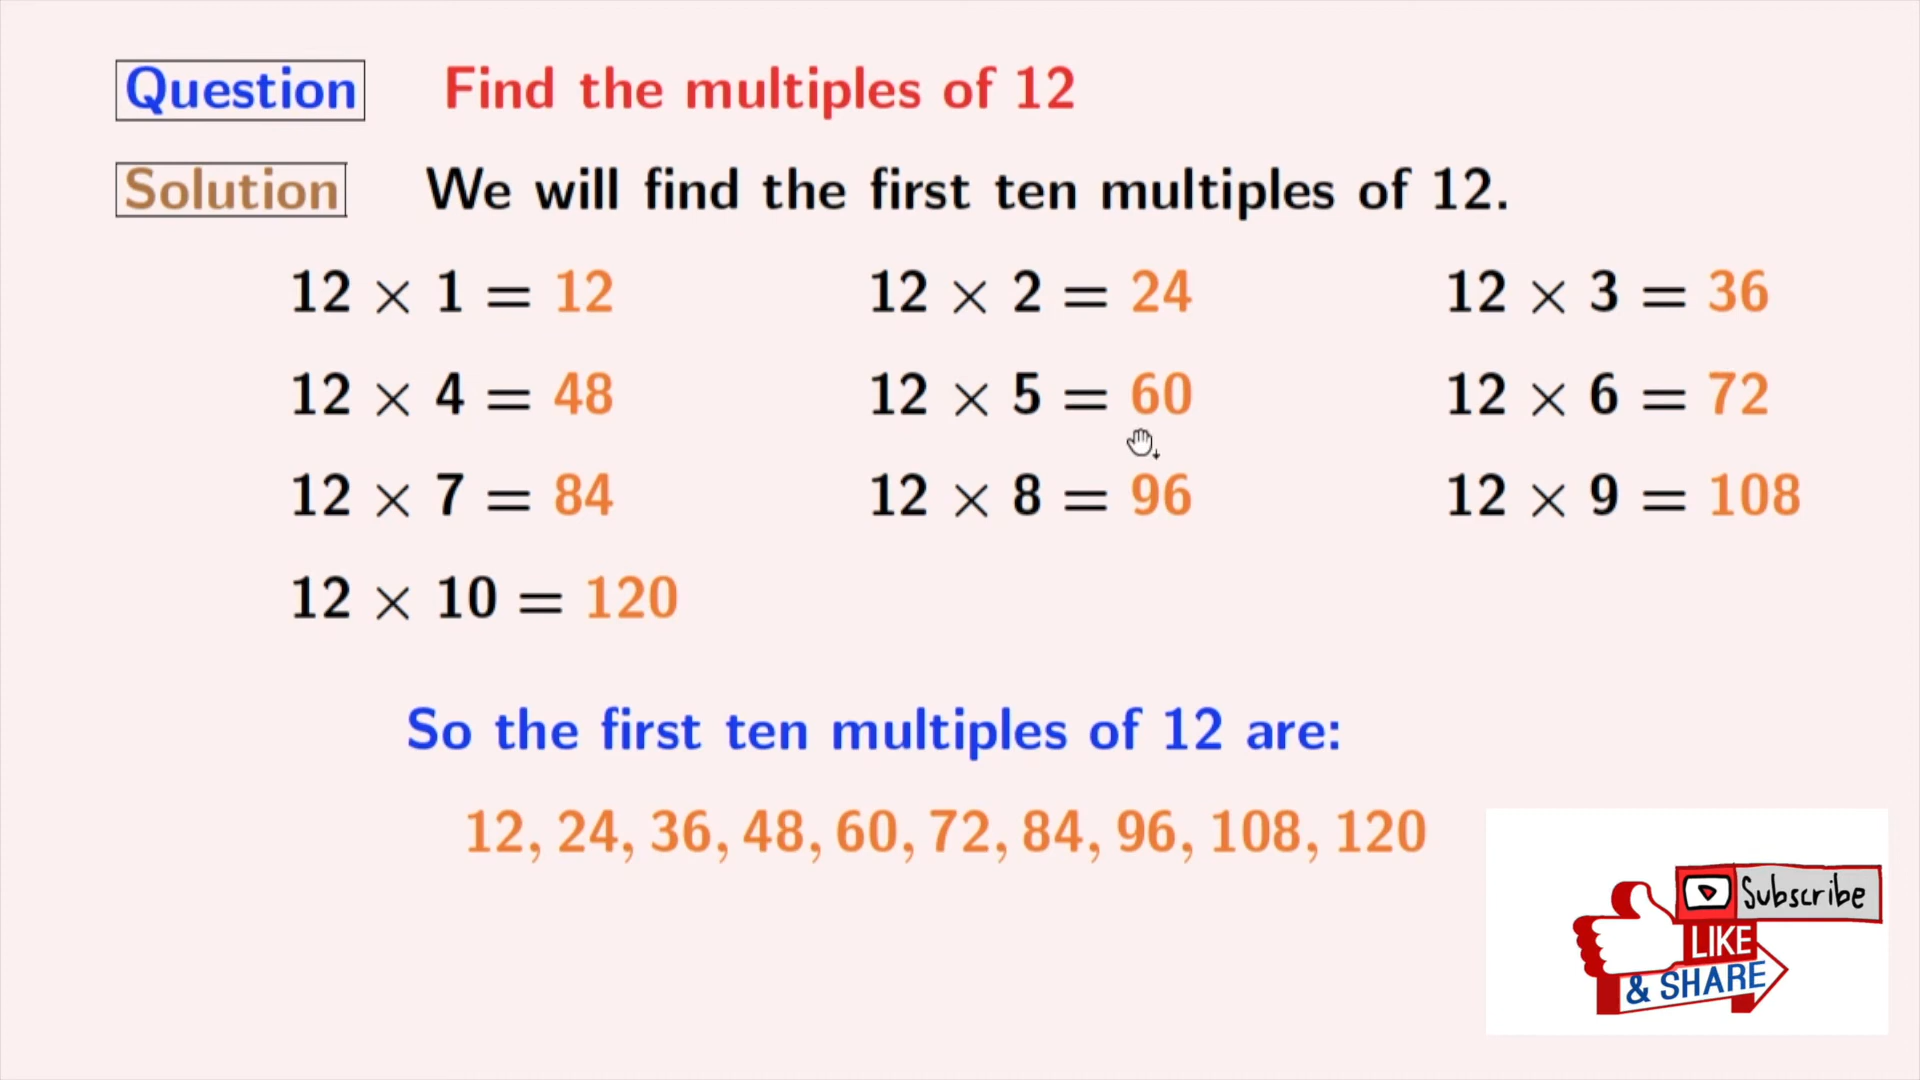 Question Find the multiples of 12
Solution We will find the first ten multiples of 12.
12 × 1 = 12 12 × 2 = 24 12 × 3 = 36
12 × 4 = 48 12 × 5 = 60 12 × 6 = 72
12 × 7 = 84 12 × 8 = 96 12 × 9 = 108
12 × 10 = 120
So the first ten multiples of 12 are:
12, 24, 36, 48, 60, 72, 84, 96, 108, 120
Subscribe
LIKE
& SHARE